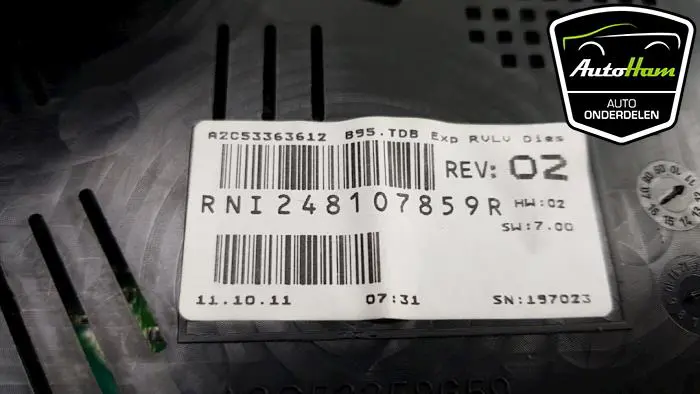 AutoHam
AUTO
ONDERDELEN
A2C53363612 B95.TDB Exp RVLV Dies
REV: 02
RNI248107859R HW:02
SW:7.00
11.10.11 07:31 SN:197023